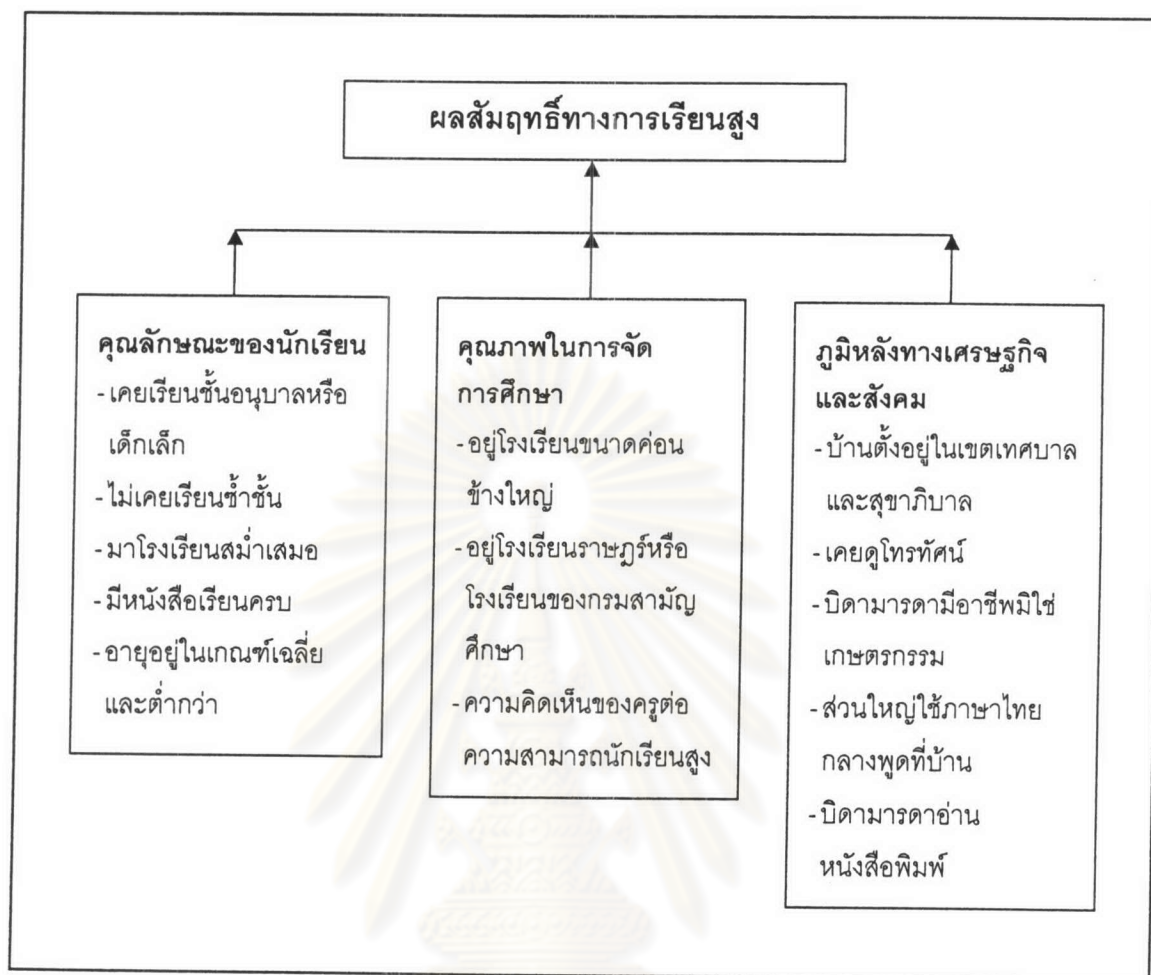 ผลสัมฤทธิ์ทางการเรียนสูง
คุณลักษณะของนักเรียน
-เคยเรียนชั้นอนุบาลหรือ
เด็กเล็ก
-ไม่เคยเรียนซ้ำชั้น
-มาโรงเรียนสม่ำเสมอ
-มีหนังสือเรียนครบ
-อายุอยู่ในเกณฑ์เฉลี่ย
และต่ำกว่า
คุณภาพในการจัด
การศึกษา
-อยู่โรงเรียนขนาดค่อน
ข้างใหญ่
-อยู่โรงเรียนราษฎร์หรือ
โรงเรียนของกรมสามัญ
ศึกษา
-ความคิดเห็นของครูต่อ
ความสามารถนักเรียนสูง
ภูมิหลังทางเศรษฐกิจ
และสังคม
-บ้านตั้งอยู่ในเขตเทศบาล
และสุขาภิบาล
-เคยดูโทรทัศน์
-บิดามารดามีอาชีพมิใช่
เกษตรกรรม
-ส่วนใหญ่ใช้ภาษาไทย
กลางพูดที่บ้าน
-บิดามารดาอ่าน
หนังสือพิมพ์